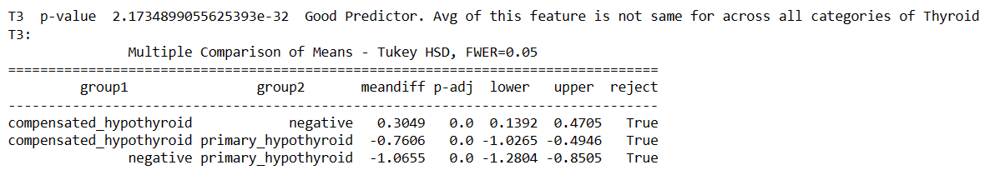 T3  p-value  2.1734899055625393e-32  Good Predictor. Avg of this feature is not same for across all categories of Thyroid
T3:
Multiple Comparison of Means - Tukey HSD, FWER=0.05
=================================================================================
group1 group2 meandiff p-adj lower upper reject
---------------------------------------------------------------------------------
compensated_hypothyroid negative 0.3049 0.0 0.1392 0.4705 True
compensated_hypothyroid primary_hypothyroid -0.7606 0.0 -1.0265 -0.4946 True
negative primary_hypothyroid -1.0655 0.0 -1.2804 -0.8505 True